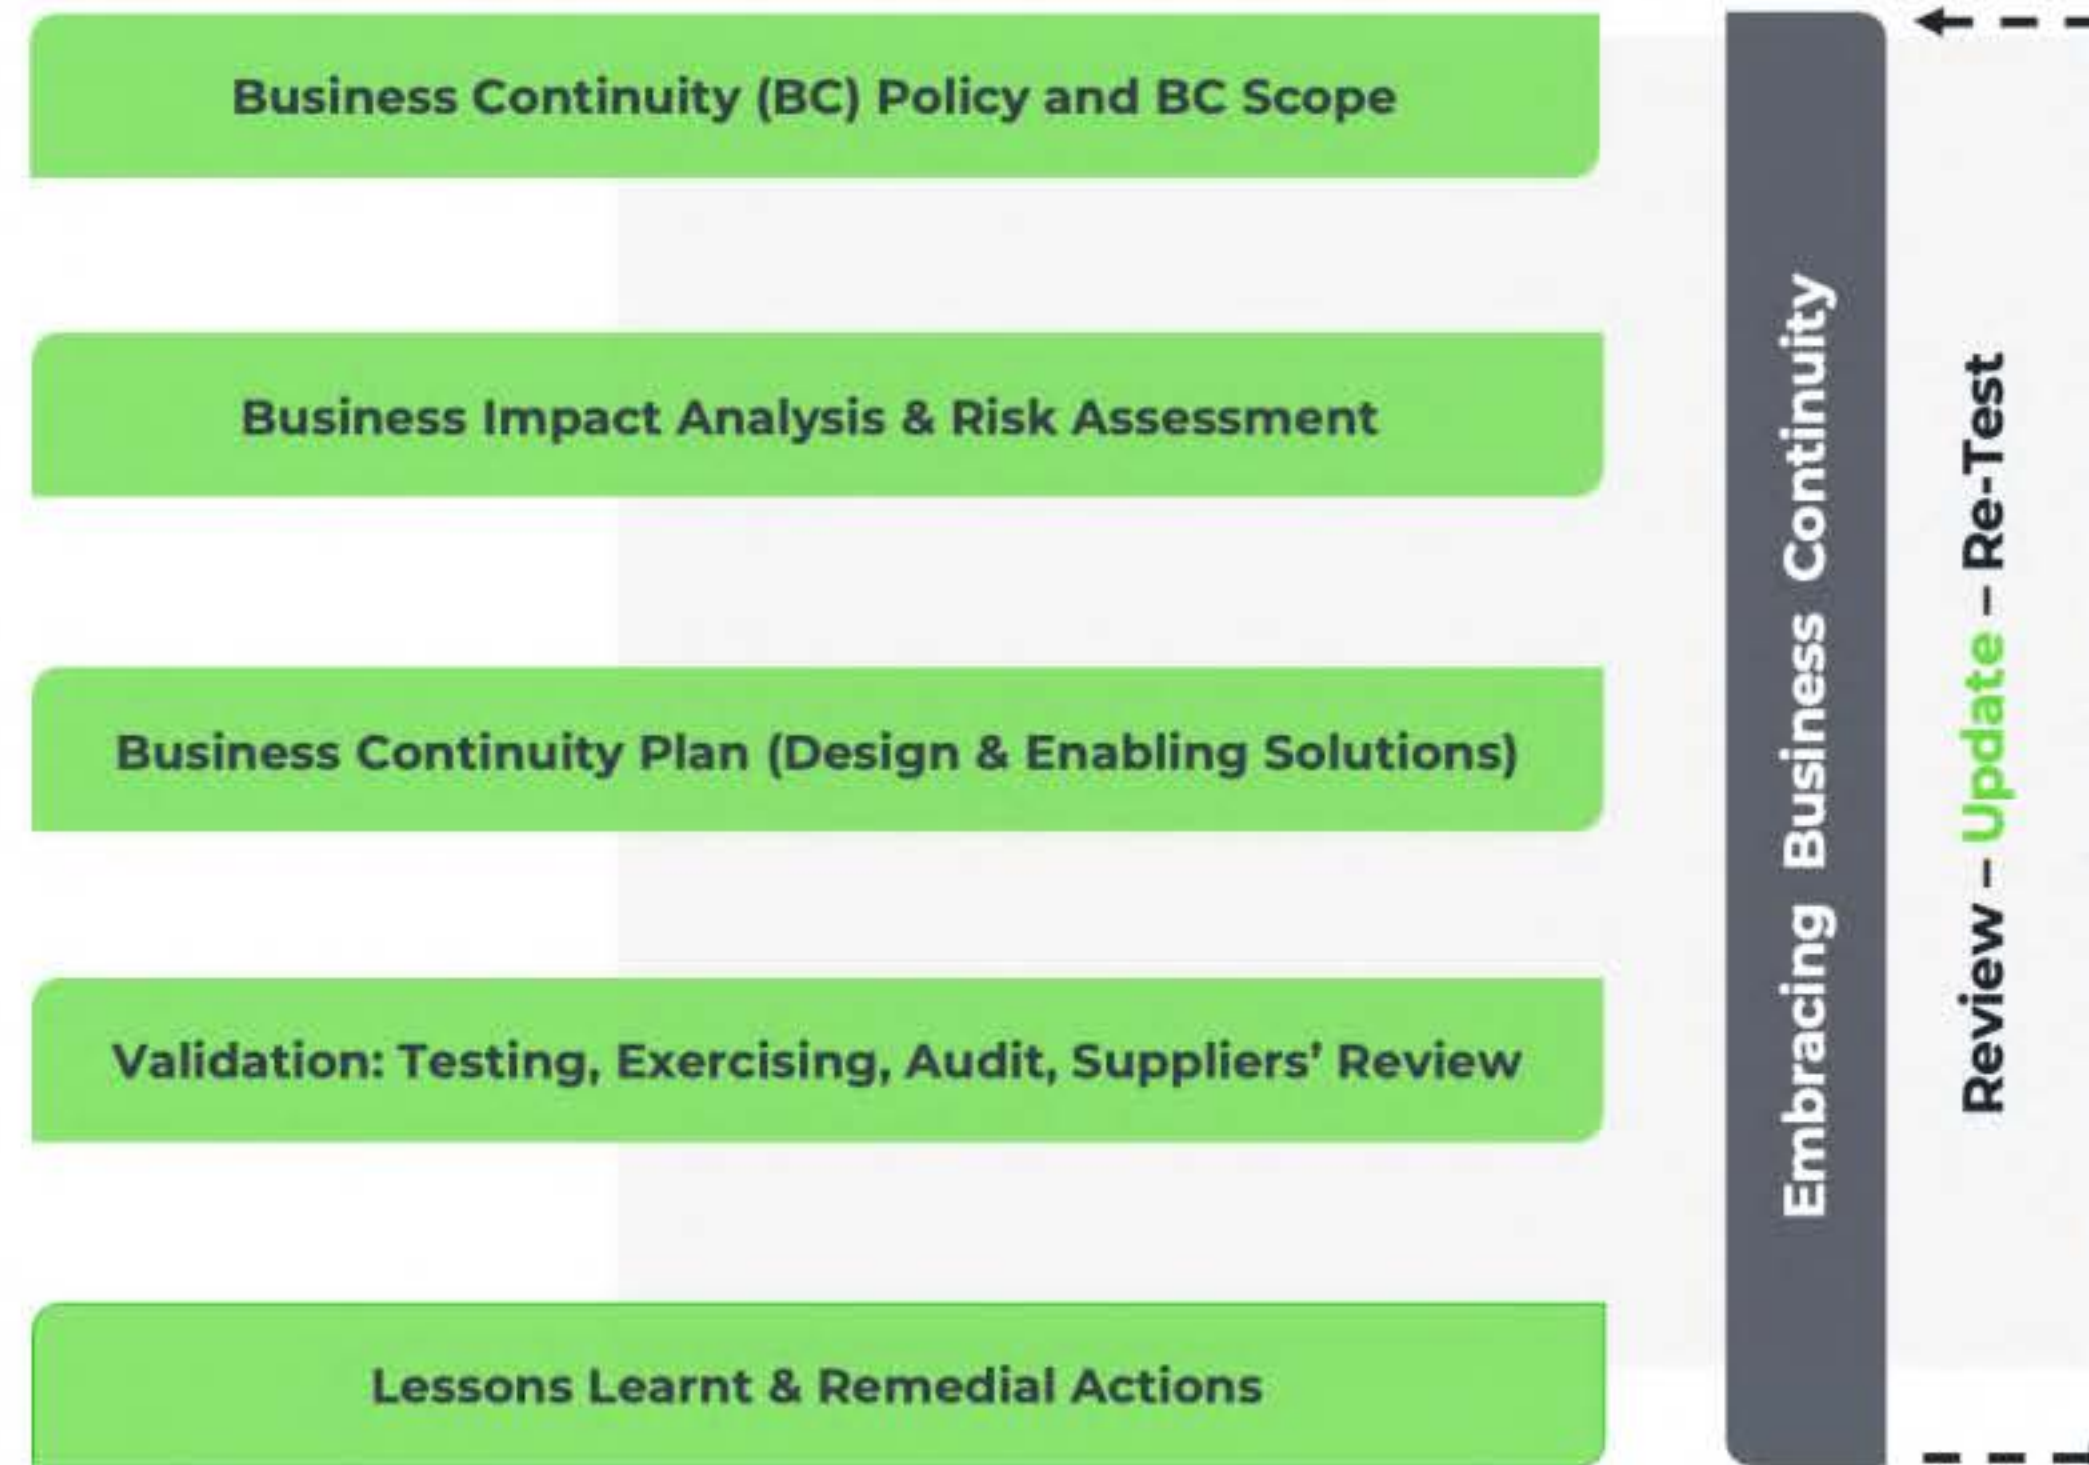 Business Continuity (BC) Policy and BC Scope
Business Impact Analysis & Risk Assessment
Business Continuity Plan (Design & Enabling Solutions)
Validation: Testing, Exercising, Audit, Suppliers’ Review
Lessons Learnt & Remedial Actions
Embracing Business Continuity
Review – Update – Re-Test